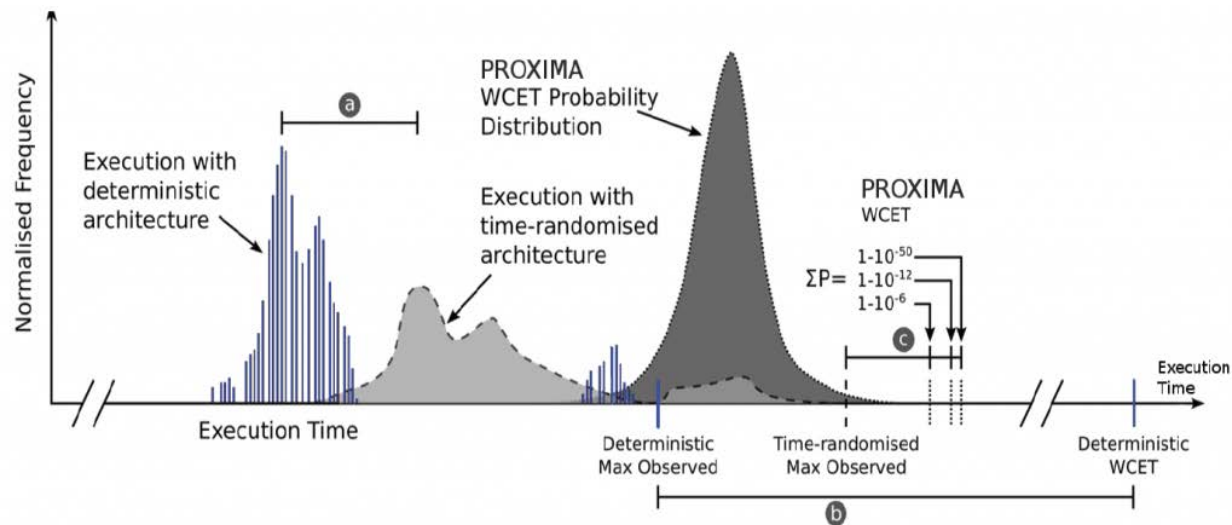 Normalised Frequency
a
PROXIMA
WCET Probability
Distribution
Execution with
deterministic
architecture
Execution with
time-randomised
architecture
PROXIMA
WCET
ΣP=
1-10⁻⁵⁰
1-10⁻¹²
1-10⁻⁶
c
Execution
Time
Execution Time
Deterministic
Max Observed
Time-randomised
Max Observed
Deterministic
WCET
b